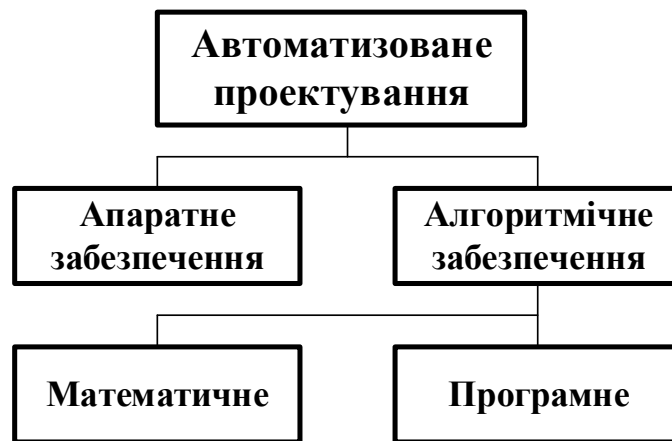 Автоматизоване
проектування
Апаратне
забезпечення
Алгоритмічне
забезпечення
Математичне
Програмне